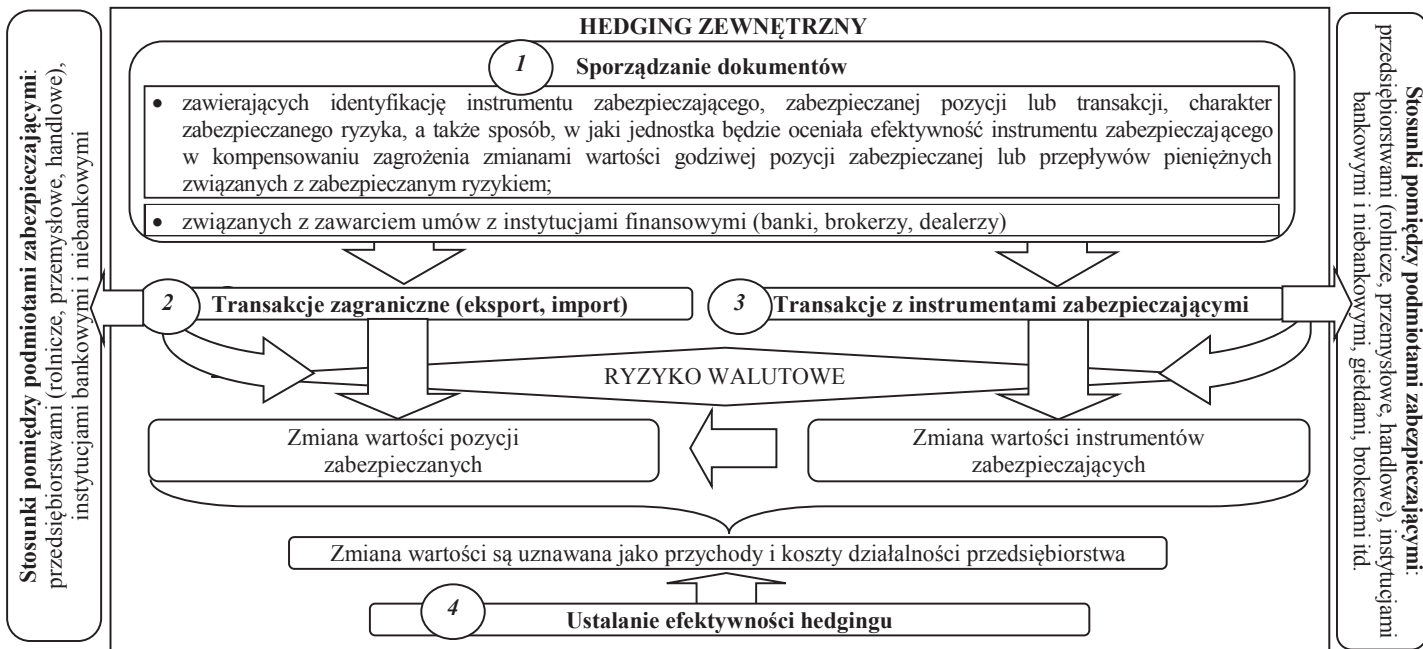 Stosunki pomiędzy podmiotami zabezpieczającymi:
przedsiębiorstwami (rolnicze, przemysłowe, handlowe),
instytucjami bankowymi i niebankowymi
HEDGING ZEWNĘTRZNY
1 Sporządzanie dokumentów
• zawierających identyfikację instrumentu zabezpieczającego, zabezpieczanej pozycji lub transakcji, charakter
zabezpieczanego ryzyka, a także sposób, w jaki jednostka będzie oceniała efektywność instrumentu zabezpieczającego
w kompensowaniu zagrożenia zmianami wartości godziwej pozycji zabezpieczanej lub przepływów pieniężnych
związanych z zabezpieczanym ryzykiem;
• związanych z zawarciem umów z instytucjami finansowymi (banki, brokerzy, dealerzy)
2 Transakcje zagraniczne (eksport, import)
3 Transakcje z instrumentami zabezpieczającymi
RYZYKO WALUTOWE
Zmiana wartości pozycji
zabezpieczanych
Zmiana wartości instrumentów
zabezpieczających
Zmiana wartości są uznawana jako przychody i koszty działalności przedsiębiorstwa
4 Ustalanie efektywności hedgingu
Stosunki pomiędzy podmiotami zabezpieczającymi:
przedsiębiorstwami (rolnicze, przemysłowe, handlowe), instytucjami
bankowymi i niebankowymi, giełdami, brokerami itd.